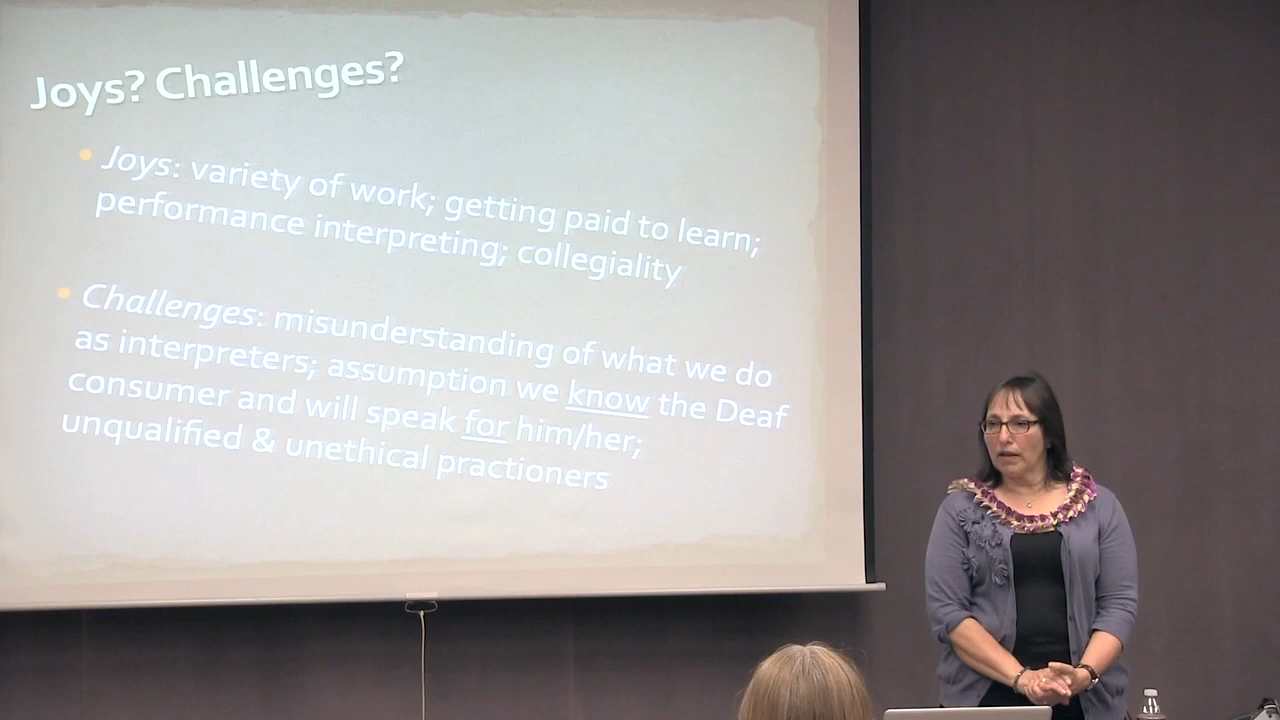 Joys? Challenges?
• Joys: variety of work; getting paid to learn;
performance interpreting; collegiality
• Challenges: misunderstanding of what we do
as interpreters; assumption we know the Deaf
consumer and will speak for him/her;
unqualified & unethical practioners